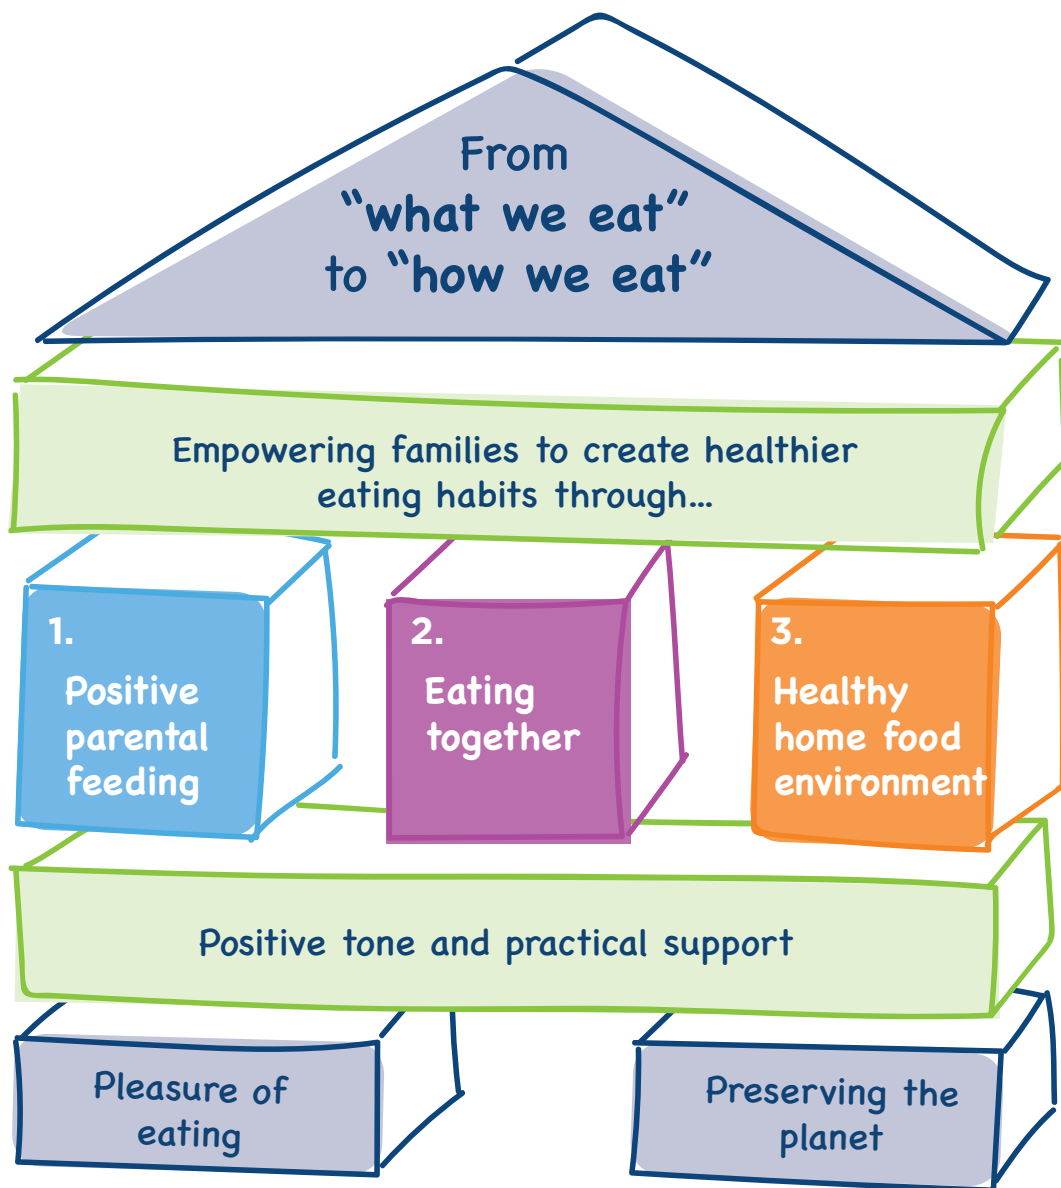 From
“what we eat”
to “how we eat”
Empowering families to create healthier
eating habits through...
1.
Positive
parental
feeding
2.
Eating
together
3.
Healthy
home food
environment
Positive tone and practical support
Pleasure of
eating
Preserving the
planet